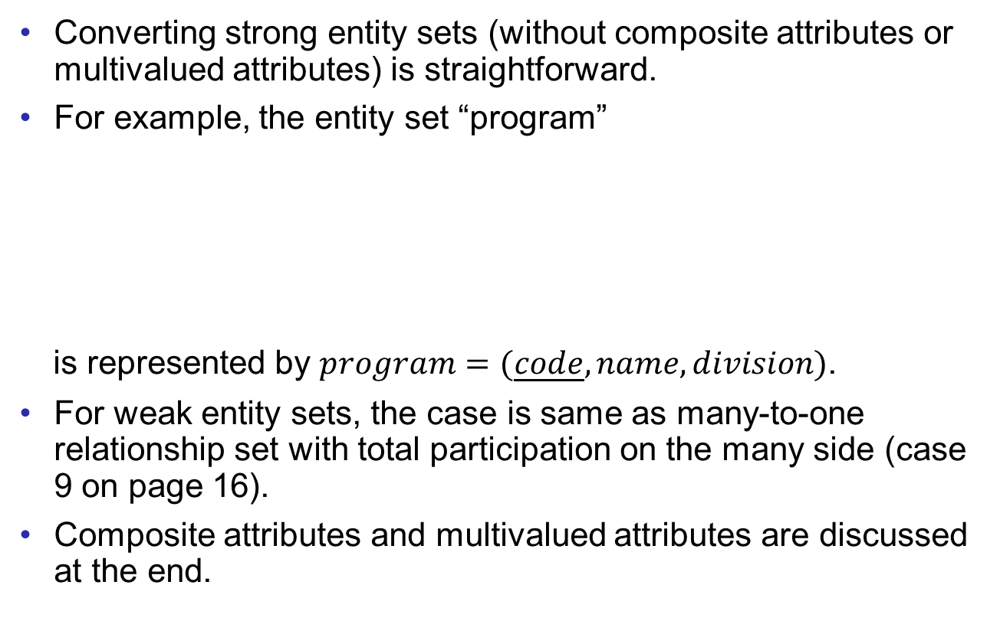 • Converting strong entity sets (without composite attributes or
multivalued attributes) is straightforward.
• For example, the entity set “program”
is represented by program = (code, name, division).
• For weak entity sets, the case is same as many-to-one
relationship set with total participation on the many side (case
9 on page 16).
• Composite attributes and multivalued attributes are discussed
at the end.